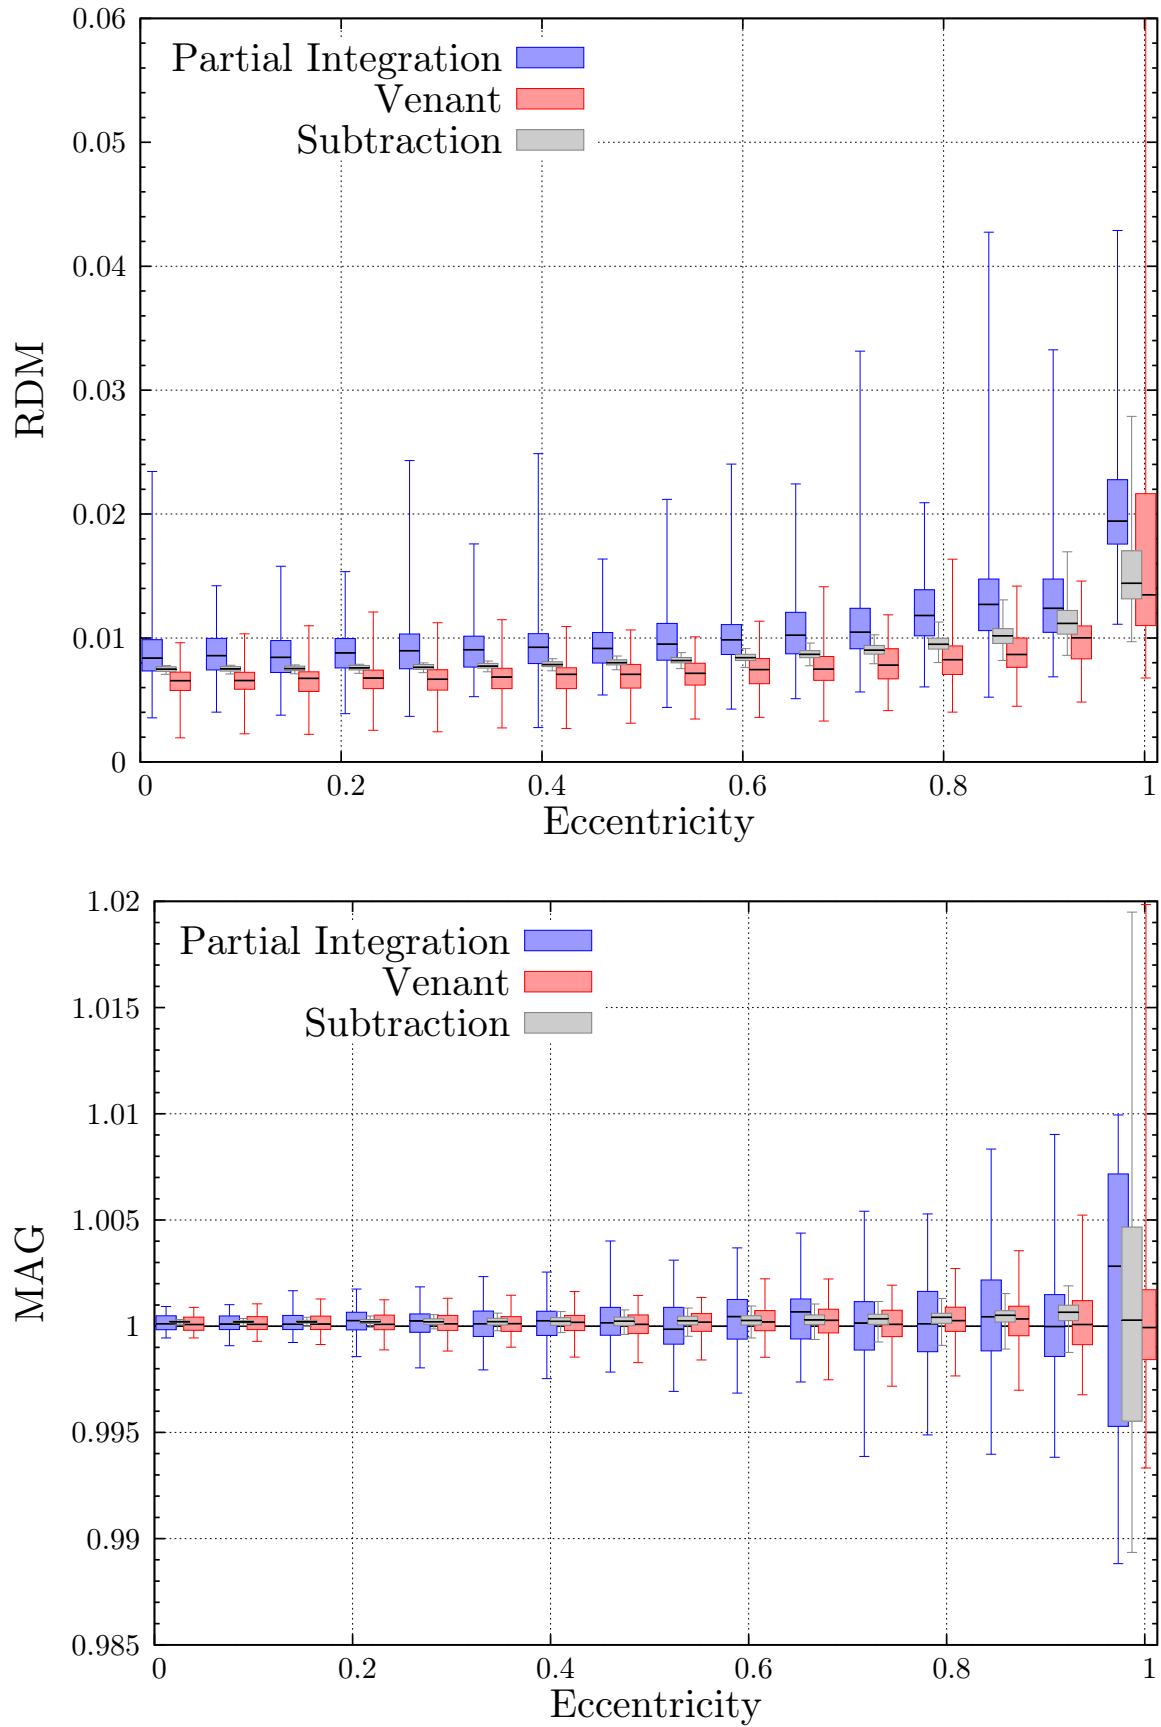 0.06
Partial Integration
Venant
Subtraction
0.05
0.04
0.03
RDM
0.02
0.01
0
0 0.2 0.4 0.6 0.8 1
Eccentricity
1.02
Partial Integration
Venant
Subtraction
1.015
1.01
1.005
MAG
1
0.995
0.99
0.985
0 0.2 0.4 0.6 0.8 1
Eccentricity